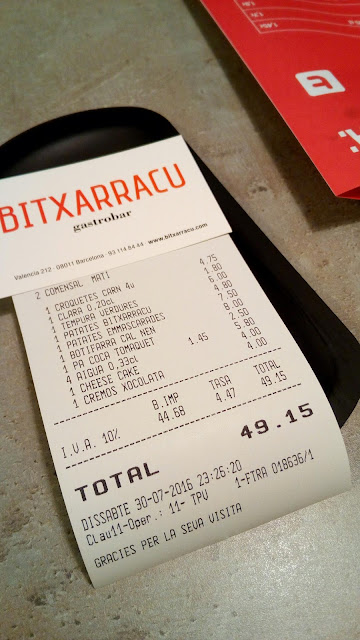 BITXARRACU
gastrobar
Valencia 212 · 08011 Barcelona · 93 114 84 44 · www.bitxarracu.com
2 COMENSAL MATI
1 CROQUETES CARN 4u 4.75
1 CLARA 0.20cl 1.80
1 TEMPURA VERDURES 6.00
1 PATATES BITXARRACU 4.80
1 PATATES EMMASCARADES 7.50
1 BOTIFARRA CAL NEN 8.00
1 PA COCA TOMAQUET 2.50
4 AIGUA 0,33cl 1.45 5.80
1 CHEESE CAKE 4.00
1 CREMOS XOCOLATA 4.00
B.IMP TASA TOTAL
I.V.A. 10% 44.68 4.47 49.15
TOTAL 49.15
DISSABTE 30-07-2016 23:26:20
CLau11-Oper.: 11- TPV 1-FTRA 018636/1
GRACIES PER LA SEVA VISITA